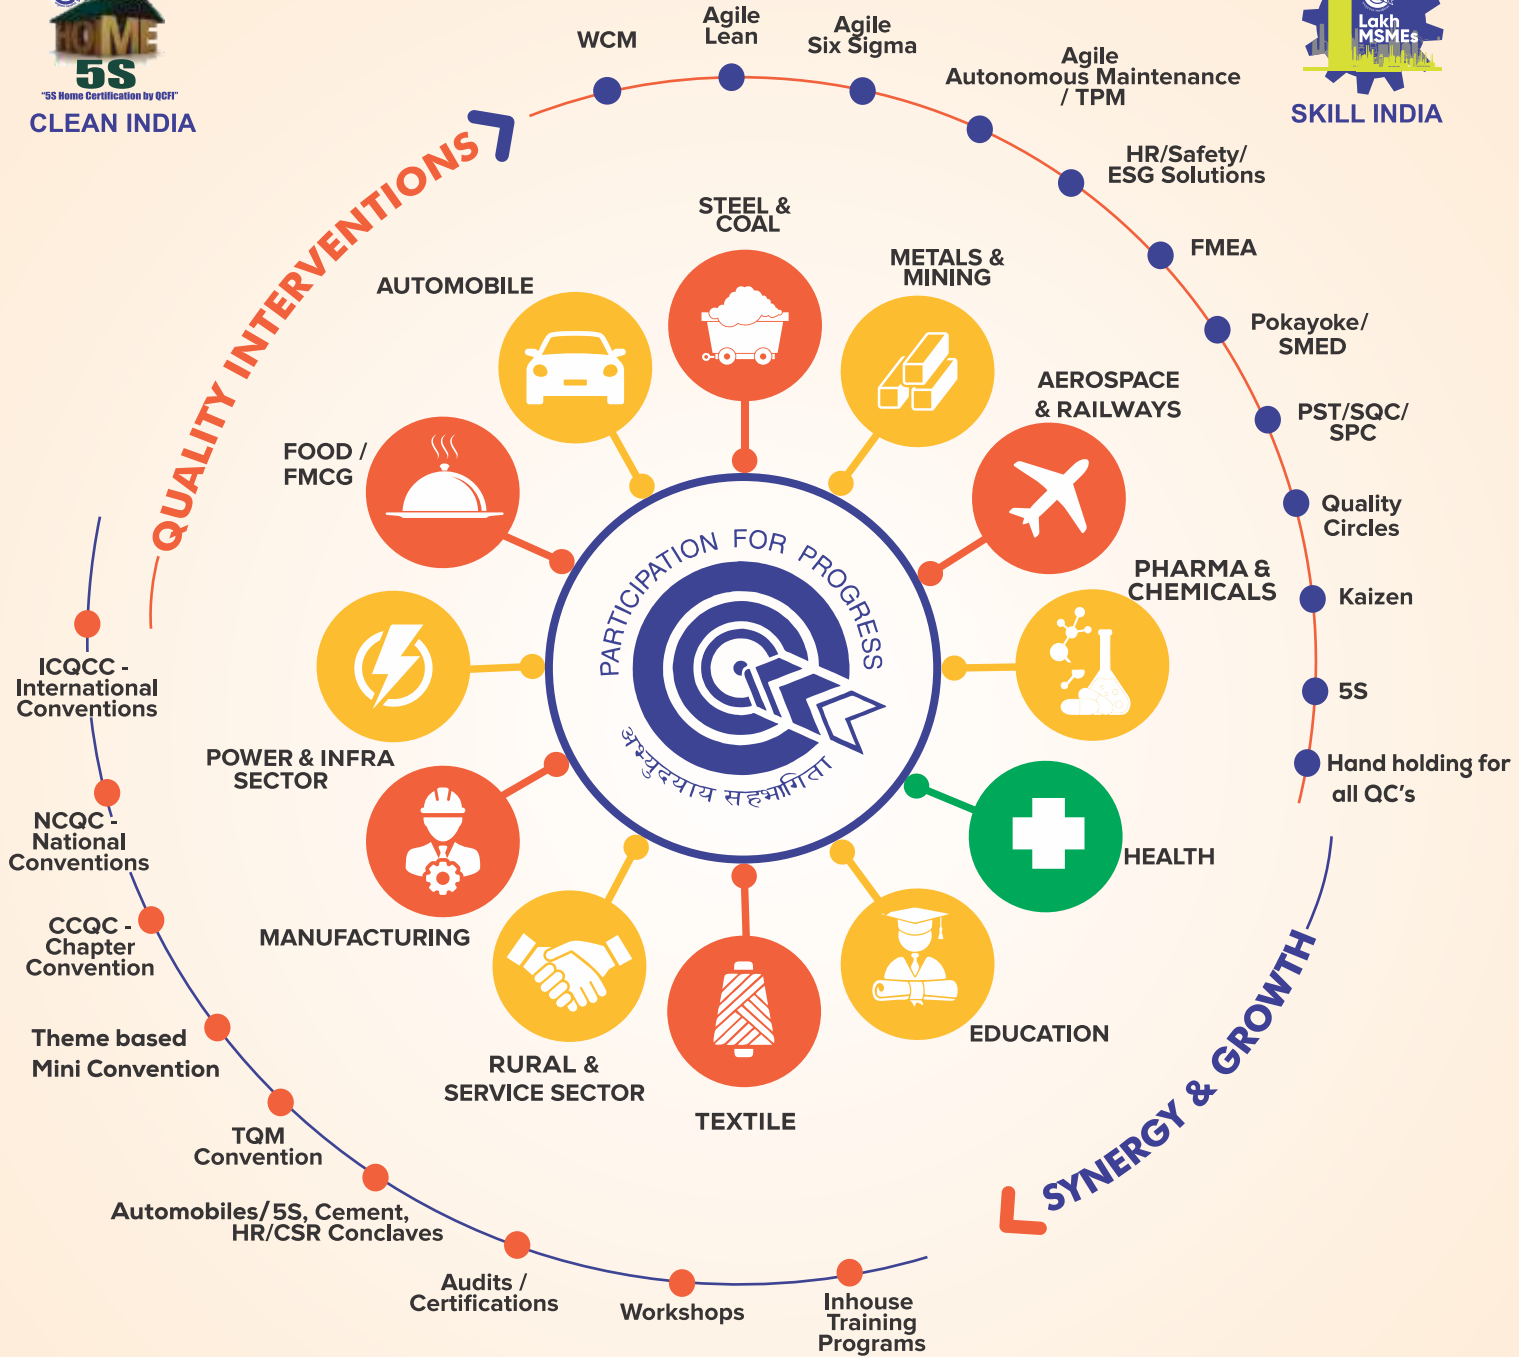 HOME
5S
"5S Home Certification by QCFI"
CLEAN INDIA
Lakh
MSMEs
SKILL INDIA
QUALITY INTERVENTIONS
WCM
Agile
Lean
Agile
Six Sigma
Agile
Autonomous Maintenance
/ TPM
HR/Safety/
ESG Solutions
FMEA
Pokayoke/
SMED
PST/SQC/
SPC
Quality
Circles
Kaizen
5S
Hand holding for
all QC's
STEEL &
COAL
METALS &
MINING
AEROSPACE
& RAILWAYS
PHARMA &
CHEMICALS
HEALTH
EDUCATION
TEXTILE
RURAL &
SERVICE SECTOR
MANUFACTURING
POWER & INFRA
SECTOR
FOOD /
FMCG
AUTOMOBILE
PARTICIPATION FOR PROGRESS
अभ्युदयाय सहभागिता
SYNERGY & GROWTH
Inhouse
Training
Programs
Workshops
Audits /
Certifications
Automobiles/5S, Cement,
HR/CSR Conclaves
TQM
Convention
Theme based
Mini Convention
CCQC -
Chapter
Convention
NCQC -
National
Conventions
ICQCC -
International
Conventions